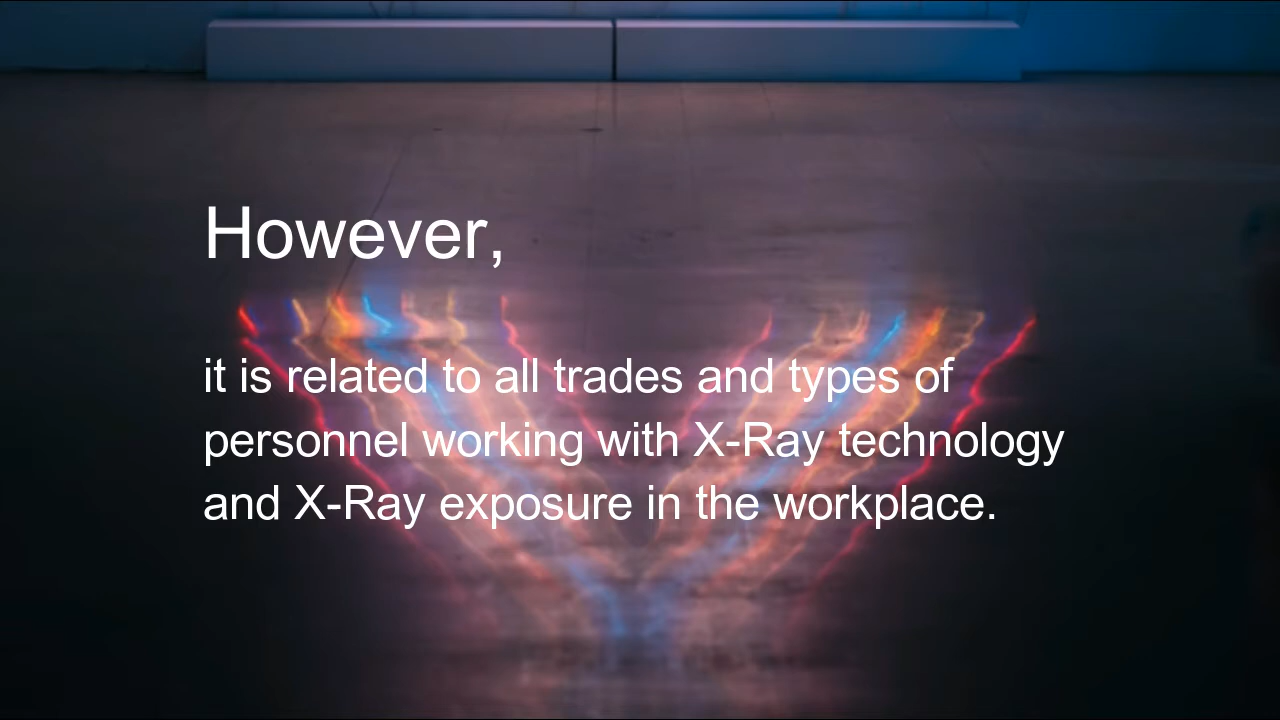 However,
it is related to all trades and types of
personnel working with X-Ray technology
and X-Ray exposure in the workplace.